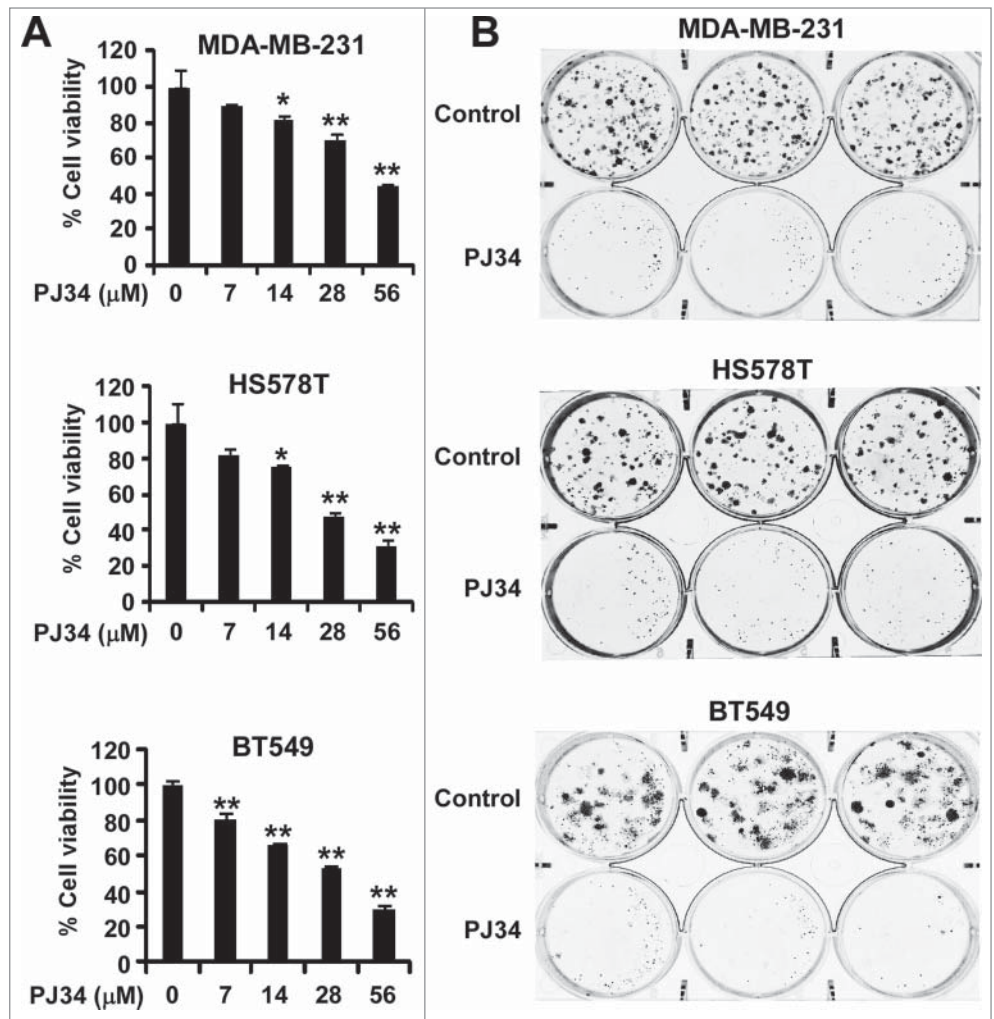 A
MDA-MB-231
% Cell viability
120
100
80
60
40
20
0
** ** *
PJ34 (μM) 0 7 14 28 56
HS578T
% Cell viability
120
100
80
60
40
20
0
* ** **
PJ34 (μM) 0 7 14 28 56
BT549
% Cell viability
120
100
80
60
40
20
0
** ** ** **
PJ34 (μM) 0 7 14 28 56
B
MDA-MB-231
Control
PJ34
HS578T
Control
PJ34
BT549
Control
PJ34